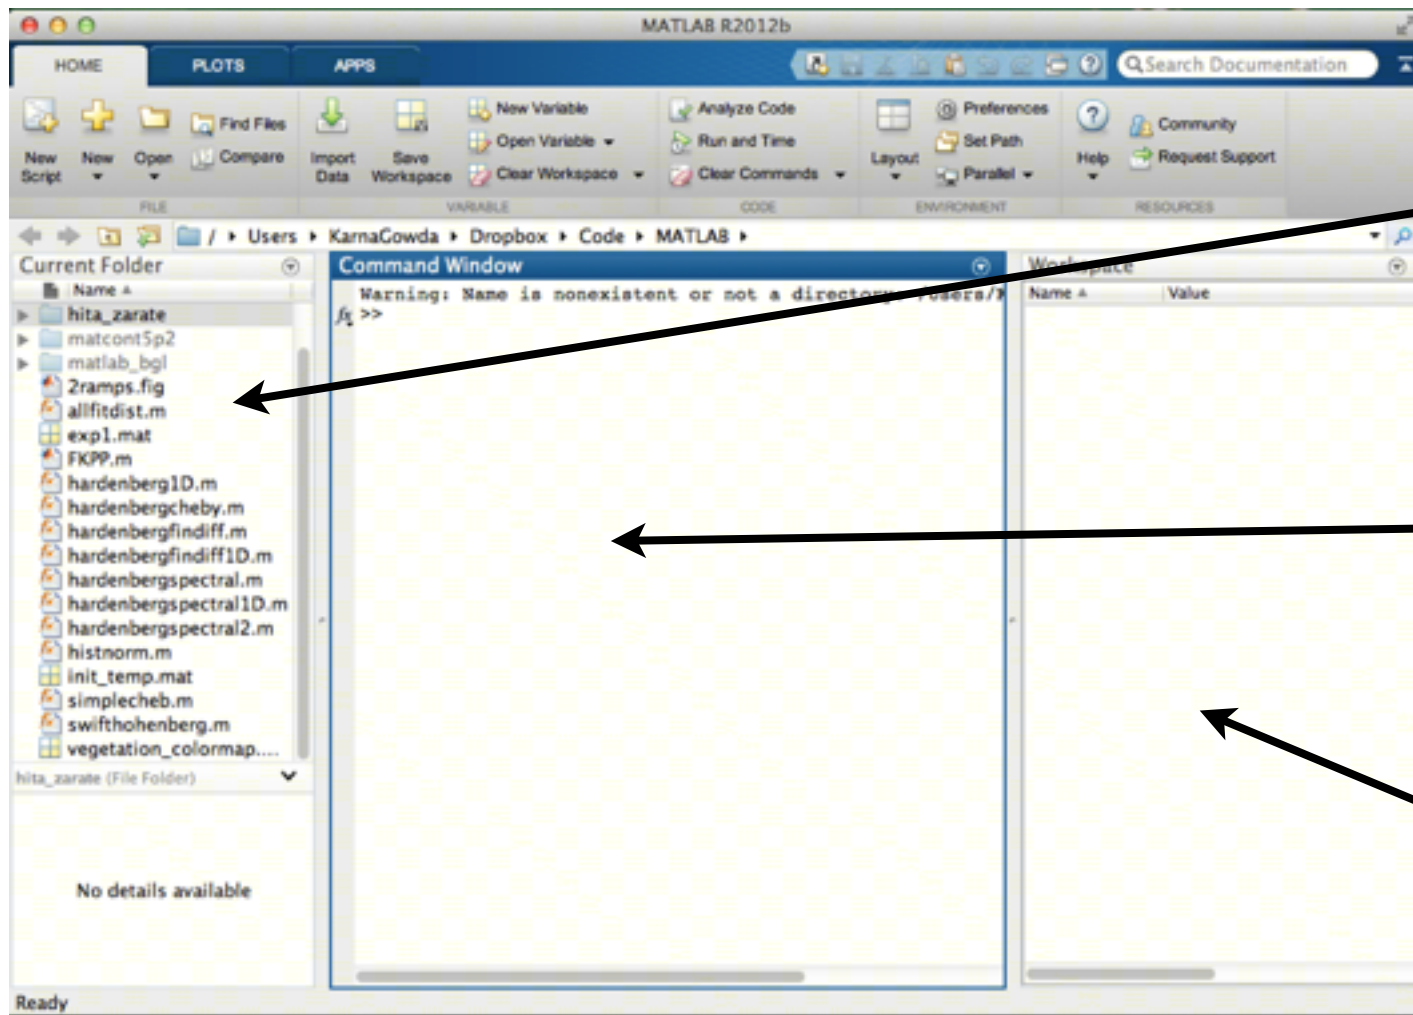 MATLAB R2012b
HOME PLOTS APPS
Search Documentation
New Script
New
Open
Find Files
Compare
Import Data
Save Workspace
New Variable
Open Variable
Clear Workspace
Analyze Code
Run and Time
Clear Commands
Layout
Preferences
Set Path
Parallel
Help
Community
Request Support
FILE VARIABLE CODE ENVIRONMENT RESOURCES
/ Users KarnaGowda Dropbox Code MATLAB
Current Folder
Name
hita_zarate
matcont5p2
matlab_bgl
2ramps.fig
allfitdist.m
exp1.mat
FKPP.m
hardenberg1D.m
hardenbergcheby.m
hardenbergfindiff.m
hardenbergfindiff1D.m
hardenbergspectral.m
hardenbergspectral1D.m
hardenbergspectral2.m
histnorm.m
init_temp.mat
simplecheb.m
swifthohenberg.m
vegetation_colormap....
hita_zarate (File Folder)
No details available
Ready
Command Window
Warning: Name is nonexistent or not a directory: /Users/
fx >>
Workspace
Name Value